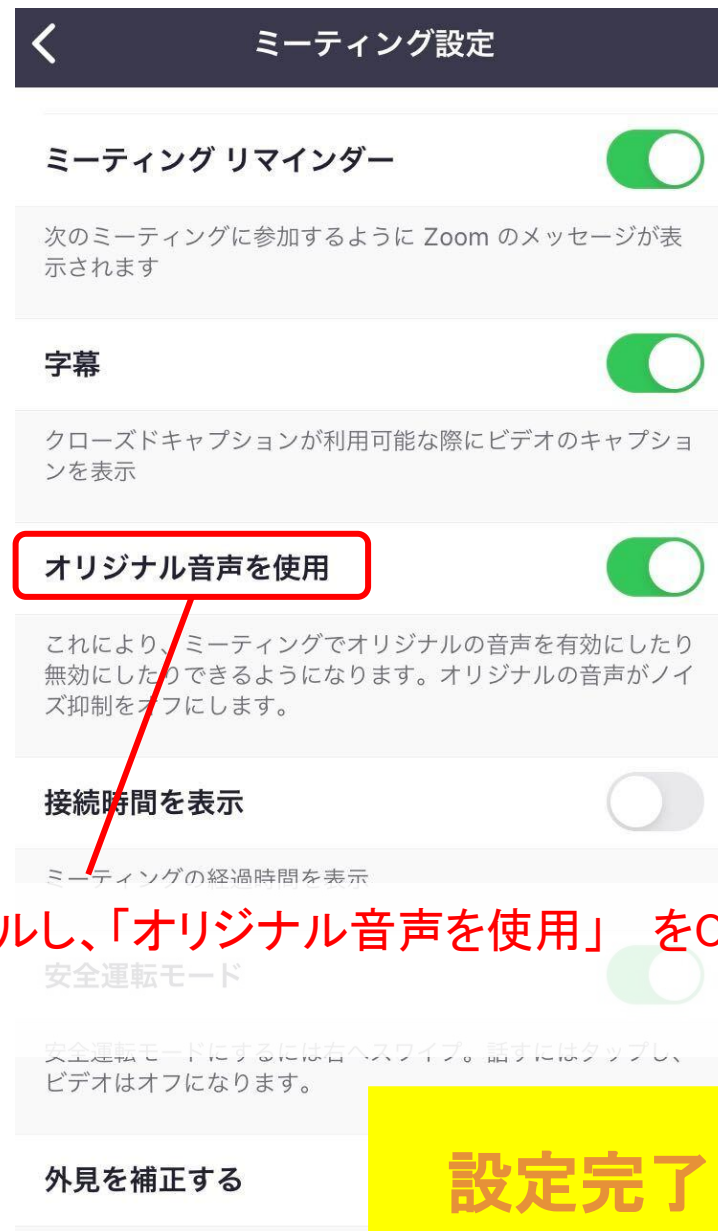 ミーティング設定
ミーティング リマインダー
次のミーティングに参加するように Zoom のメッセージが表
示されます
字幕
クローズドキャプションが利用可能な際にビデオのキャプショ
ンを表示
オリジナル音声を使用
これにより、ミーティングでオリジナルの音声を有効にしたり
無効にしたりできるようになります。オリジナルの音声がノイ
ズ抑制をオフにします。
接続時間を表示
ミーティングの経過時間を表示
ルし、「オリジナル音声を使用」 を
安全運転モード
安全運転モードにするには右へスワイプ。話すにはタップし、
ビデオはオフになります。
外見を補正する
設定完了